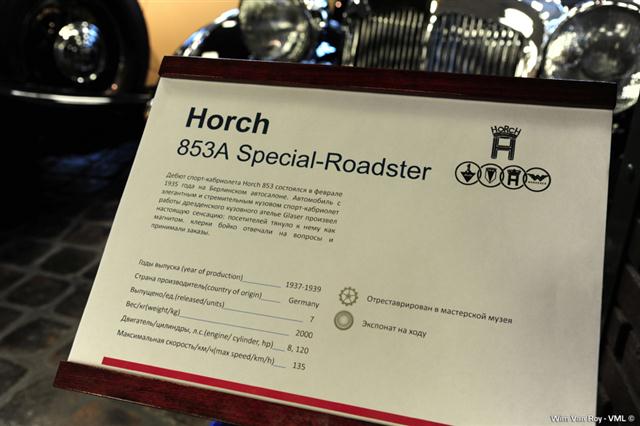 Horch
853A Special-Roadster
HORCH
HORCH
WANDERER
Дебют спорт-кабриолета Horch 853 состоялся в феврале
1935 года на Берлинском автосалоне. Автомобиль с
элегантным и стремительным кузовом спорт-кабриолет
работы дрезденского кузовного ателье Glaser произвел
настоящую сенсацию: посетителей тянуло к нему как
магнитом, клерки бойко отвечали на вопросы и
принимали заказы.
Годы выпуска (year of production) 1937-1939
Страна производитель(country of origin) Germany
Выпущено/ед.(released/units) 7
Вес/кг(weight/kg) 2000
Двигатель/цилиндры, л.с.(engine/ cylinder, hp) 8, 120
Максимальная скорость/км/ч(max speed/km/h) 135
Отреставрирован в мастерской музея
Экспонат на ходу
Wim Van Roy - VML ©